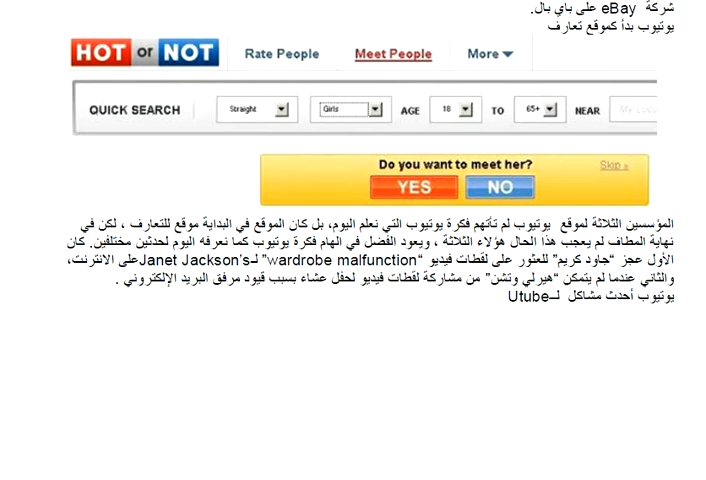 شركة eBay على باي بال.
يوتيوب بدأ كموقع تعارف
HOT or NOT Rate People Meet People More
QUICK SEARCH Straight Girls AGE 18 TO 65+ NEAR
Do you want to meet her? Skip »
YES NO
المؤسسين الثلاثة لموقع يوتيوب لم تأتهم فكرة يوتيوب التي نعلم اليوم، بل كان الموقع في البداية موقع للتعارف ، لكن في
نهاية المطاف لم يعجب هذا الحال هؤلاء الثلاثة ، ويعود الفضل في الهام فكرة يوتيوب كما نعرفه اليوم لحدثين مختلفين. كان
الأول عجز “جاود كريم” للعثور على لقطات فيديو “wardrobe malfunction” لـJanet Jackson’s على الانترنت،
والثاني عندما لم يتمكن “هيرلي وتشن” من مشاركة لقطات فيديو لحفل عشاء بسبب قيود مرفق البريد الإلكتروني .
يوتيوب أحدث مشاكل لــUtube